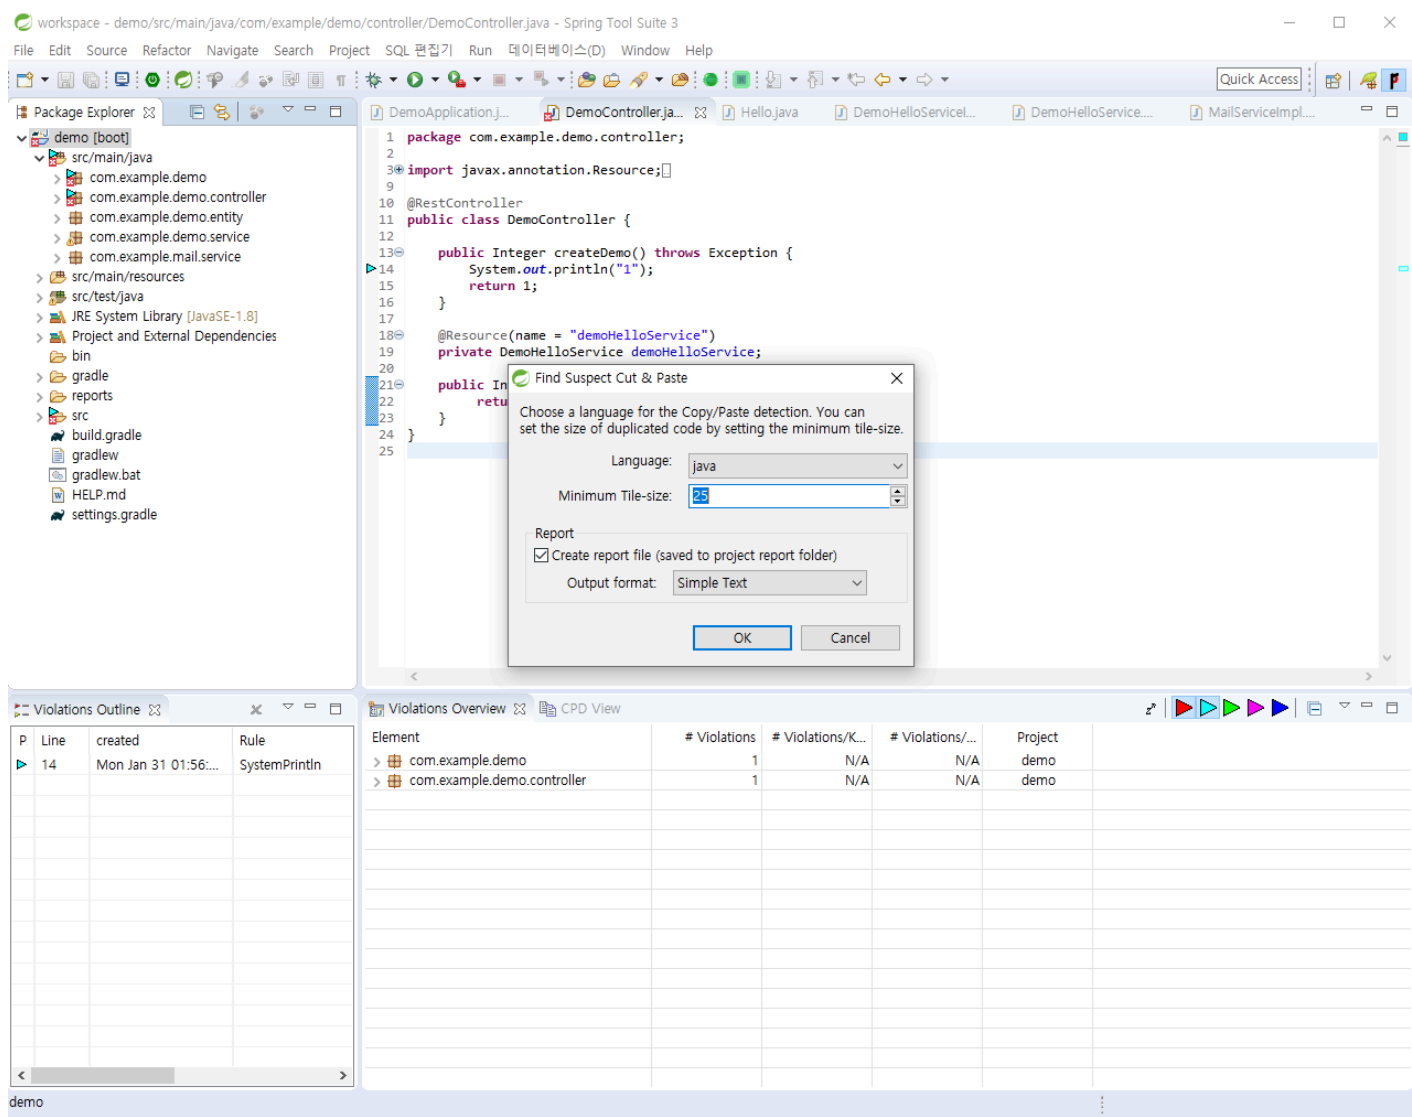 workspace - demo/src/main/java/com/example/demo/controller/DemoController.java - Spring Tool Suite 3
File Edit Source Refactor Navigate Search Project SQL 편집기 Run 데이터베이스(D) Window Help
Quick Access
Package Explorer
demo [boot]
src/main/java
com.example.demo
com.example.demo.controller
com.example.demo.entity
com.example.demo.service
com.example.mail.service
src/main/resources
src/test/java
JRE System Library [JavaSE-1.8]
Project and External Dependencies
bin
gradle
reports
src
build.gradle
gradlew
gradlew.bat
HELP.md
settings.gradle
DemoApplication.j... DemoController.ja... Hello.java DemoHelloServiceI... DemoHelloService.... MailServiceImpl....
1 package com.example.demo.controller;
2
3 import javax.annotation.Resource;
9
10 @RestController
11 public class DemoController {
12
13 public Integer createDemo() throws Exception {
14 System.out.println("1");
15 return 1;
16 }
17
18 @Resource(name = "demoHelloService")
19 private DemoHelloService demoHelloService;
20
21 public In
22 retu
23 }
24 }
25
Find Suspect Cut & Paste
Choose a language for the Copy/Paste detection. You can
set the size of duplicated code by setting the minimum tile-size.
Language: java
Minimum Tile-size: 25
Report
Create report file (saved to project report folder)
Output format: Simple Text
OK Cancel
Violations Outline
P Line created Rule
14 Mon Jan 31 01:56:... SystemPrintln
Violations Overview CPD View
Element # Violations # Violations/K... # Violations/... Project
com.example.demo 1 N/A N/A demo
com.example.demo.controller 1 N/A N/A demo
demo